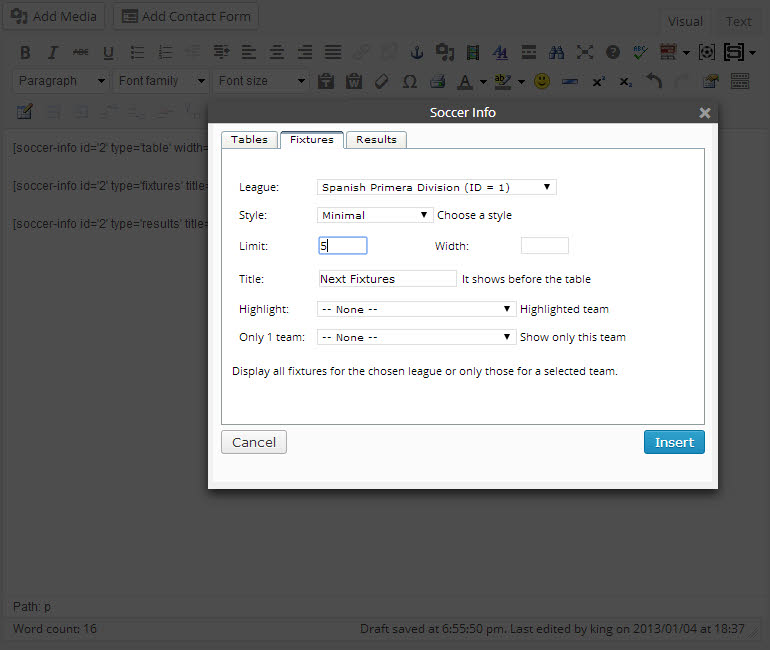 Add Media Add Contact Form
Visual Text
B I ABC U
Paragraph Font family Font size
Soccer Info
Tables Fixtures Results
[soccer-info id='2' type='table' width=
[soccer-info id='2' type='fixtures' title=
[soccer-info id='2' type='results' title=
League: Spanish Primera Division (ID = 1)
Style: Minimal Choose a style
Limit: 5 Width:
Title: Next Fixtures It shows before the table
Highlight: -- None -- Highlighted team
Only 1 team: -- None -- Show only this team
Display all fixtures for the chosen league or only those for a selected team.
Cancel Insert
Path: p
Word count: 16 Draft saved at 6:55:50 pm. Last edited by king on 2013/01/04 at 18:37